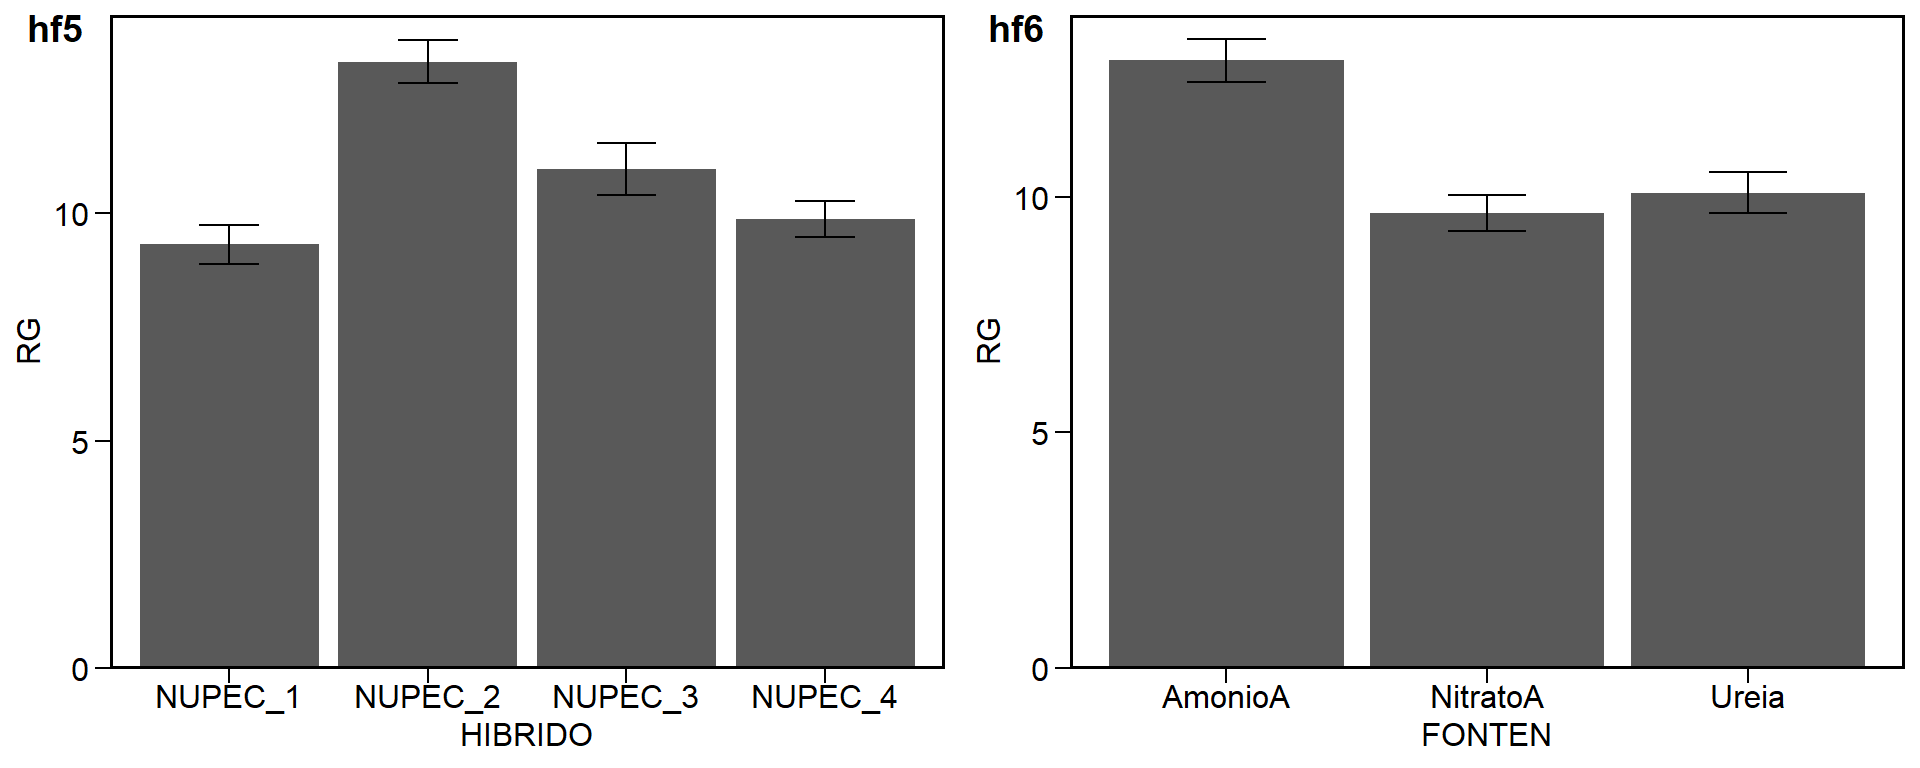 hf5
RG
10
5
0
NUPEC_1 NUPEC_2 NUPEC_3 NUPEC_4
HIBRIDO
hf6
RG
10
5
0
AmonioA NitratoA Ureia
FONTEN